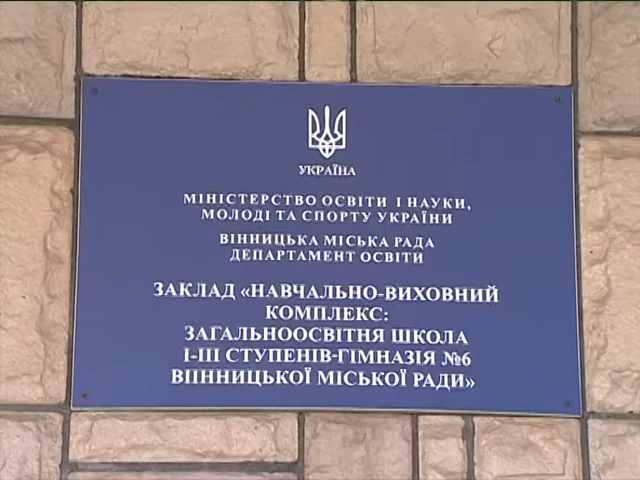 УКРАЇНА
МІНІСТЕРСТВО ОСВІТИ І НАУКИ,
МОЛОДІ ТА СПОРТУ УКРАЇНИ
ВІННИЦЬКА МІСЬКА РАДА
ДЕПАРТАМЕНТ ОСВІТИ
ЗАКЛАД «НАВЧАЛЬНО-ВИХОВНИЙ
КОМПЛЕКС:
ЗАГАЛЬНООСВІТНЯ ШКОЛА
І-ІІІ СТУПЕНІВ-ГІМНАЗІЯ №6
ВІННИЦЬКОЇ МІСЬКОЇ РАДИ»